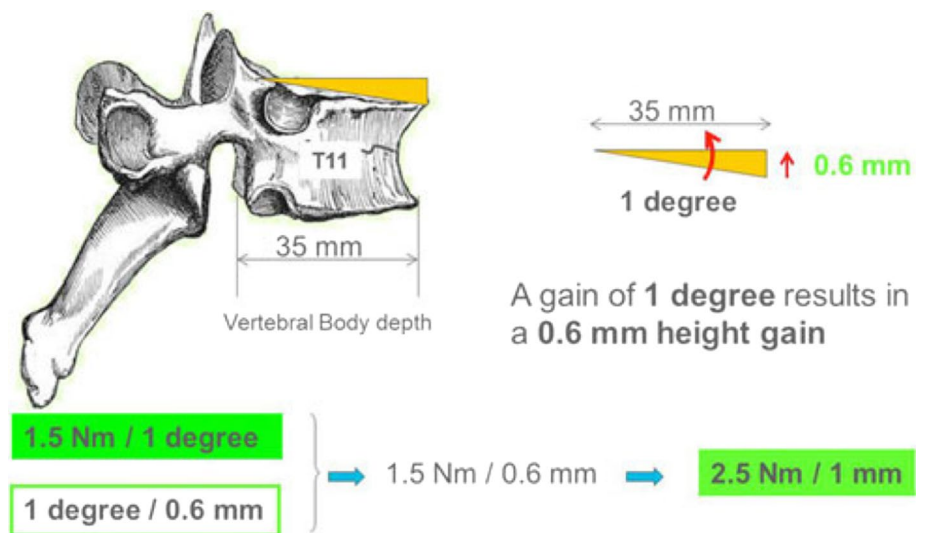 T11
35 mm
Vertebral Body depth
35 mm
0.6 mm
1 degree
A gain of 1 degree results in
a 0.6 mm height gain
1.5 Nm / 1 degree
1 degree / 0.6 mm
1.5 Nm / 0.6 mm
2.5 Nm / 1 mm